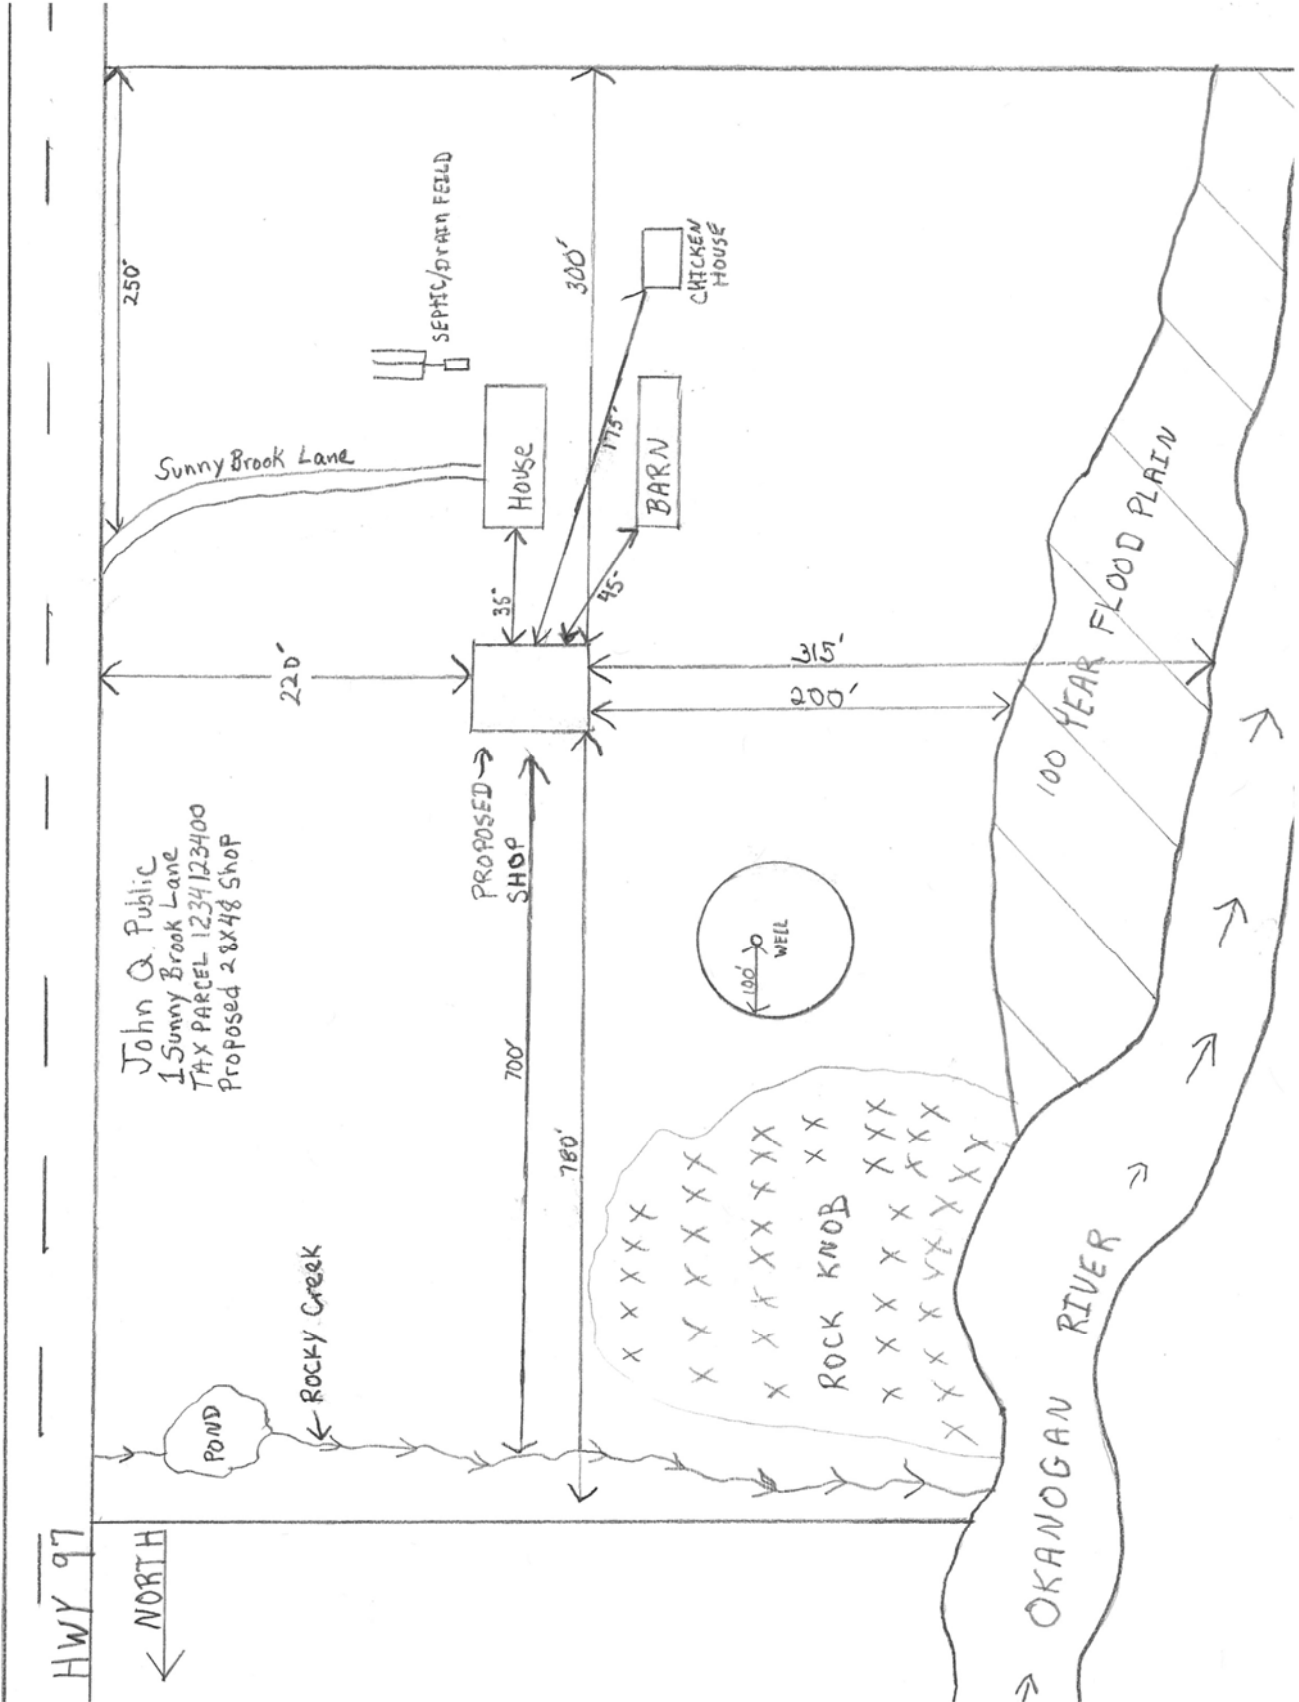 HWY 97
NORTH
John Q. Public
1 Sunny Brook Lane
TAX PARCEL 1234123400
Proposed 28X48 Shop
250'
POND
ROCKY Creek
220'
Sunny Brook Lane
SEPTIC/DrAIn FEILD
PROPOSED
SHOP
700'
35'
HOUSE
780'
300'
175'
45'
BARN
CHICKEN
HOUSE
100'
WELL
315'
200'
ROCK KNOB
X X X X
X X X X X X
X X X X X X X
X X
X X X X X X X X
X X X X X X X
X X X X
100 YEAR FLOOD PLAIN
OKANOGAN RIVER